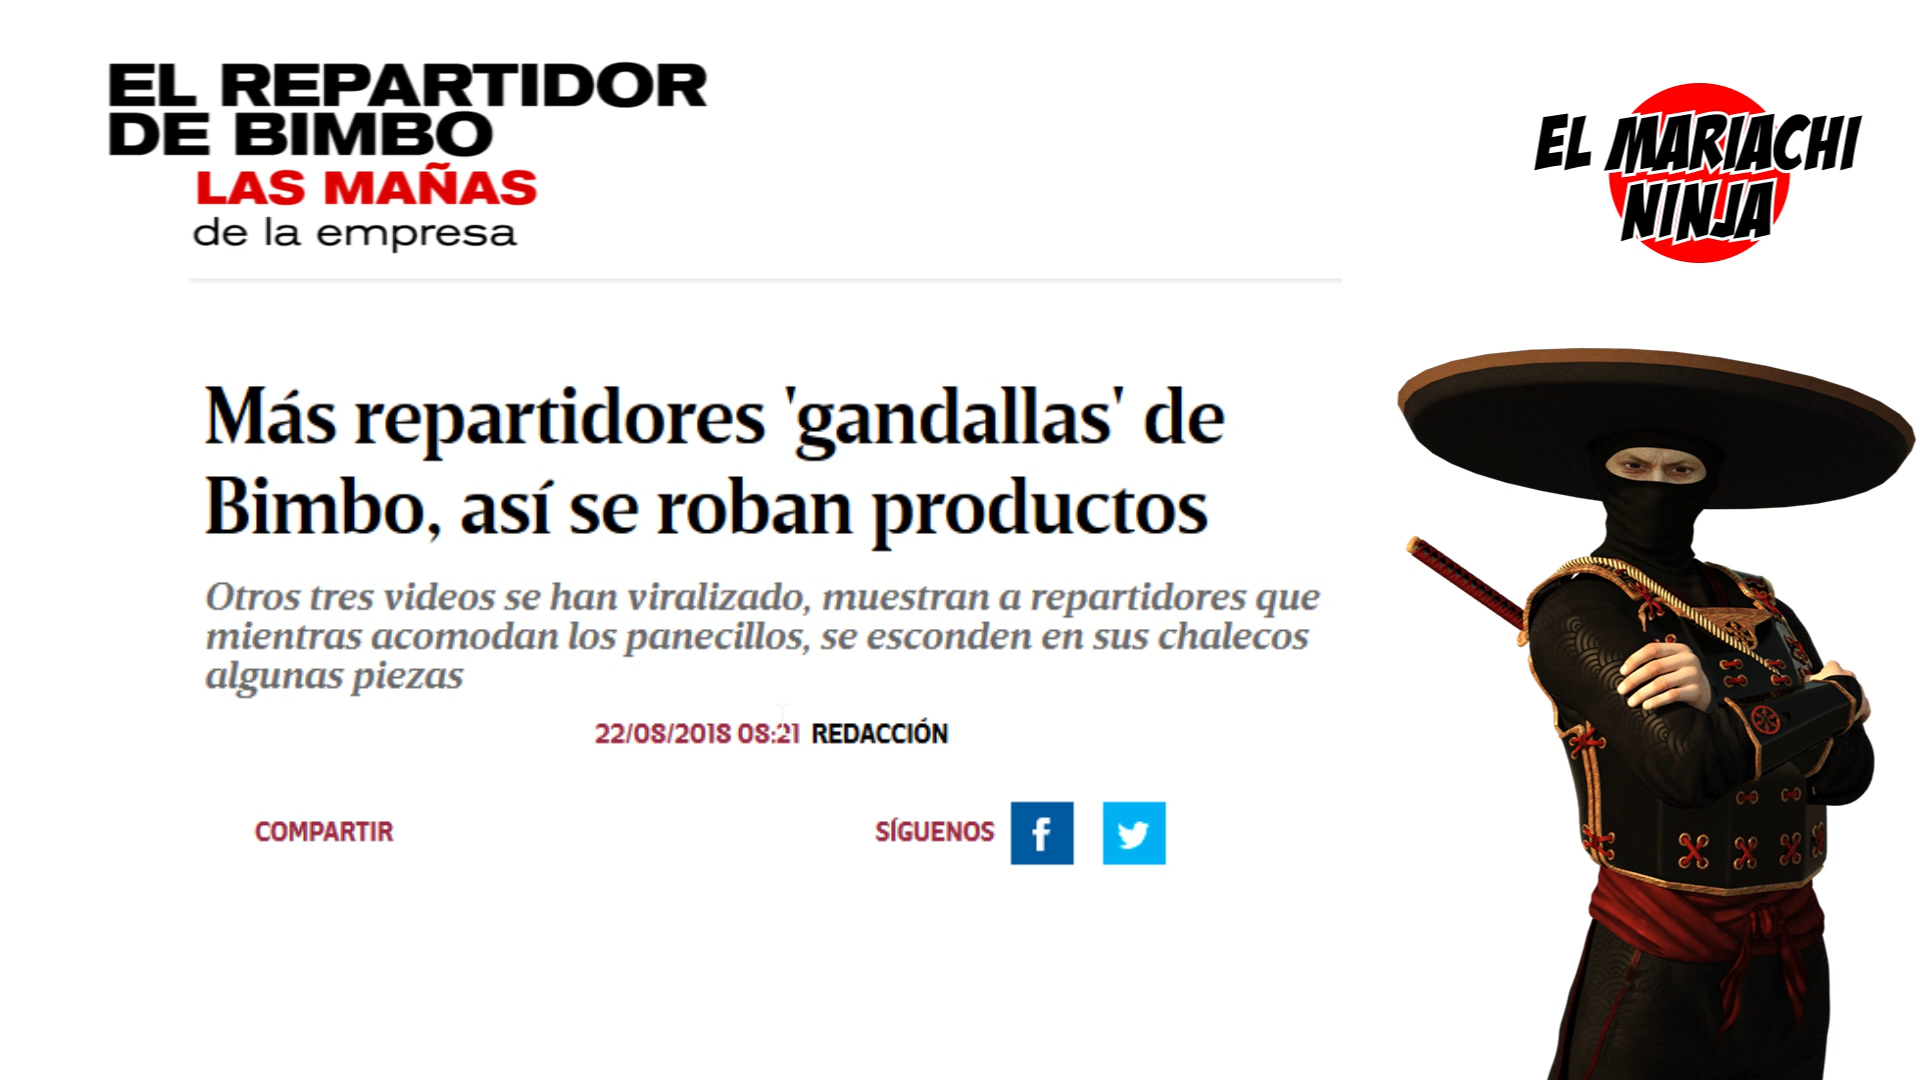 EL REPARTIDOR
DE BIMBO
LAS MAÑAS
de la empresa
EL MARIACHI
NINJA
Más repartidores 'gandallas' de
Bimbo, así se roban productos
Otros tres videos se han viralizado, muestran a repartidores que
mientras acomodan los panecillos, se esconden en sus chalecos
algunas piezas
22/08/2018 08:21 REDACCIÓN
COMPARTIR
SÍGUENOS